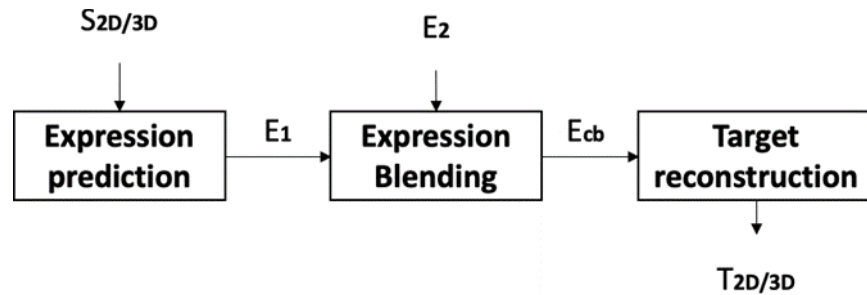 S2D/3D
E2
Expression
prediction
E1
Expression
Blending
Ecb
Target
reconstruction
T2D/3D